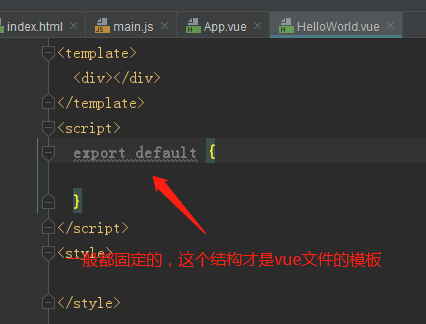 index.html main.js App.vue HelloWorld.vue
<template>
<div></div>
</template>
<script>
export default {
}
</script>
<style>
一般都固定的，这个结构才是vue文件的模板
</style>